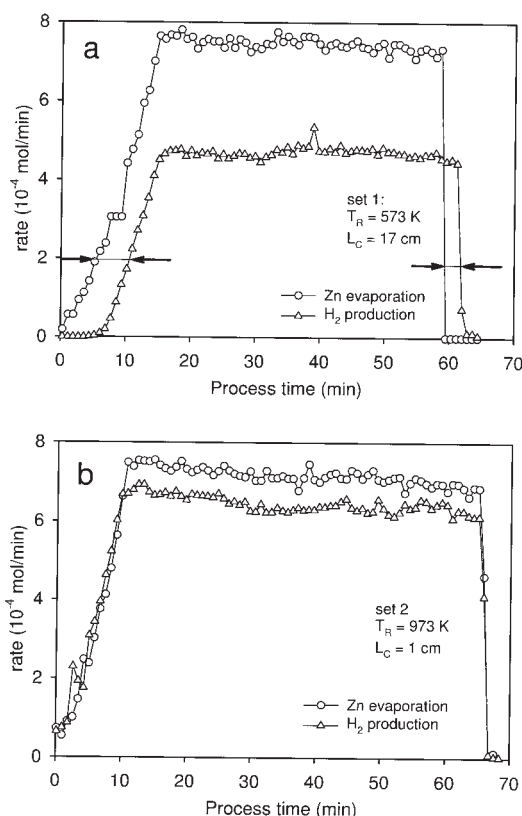 a
8
6
4
2
0
rate (10⁻⁴ mol/min)
set 1:
T_R = 573 K
L_C = 17 cm
Zn evaporation
H₂ production
0 10 20 30 40 50 60 70
Process time (min)
b
8
6
4
2
0
rate (10⁻⁴ mol/min)
set 2
T_R = 973 K
L_C = 1 cm
Zn evaporation
H₂ production
0 10 20 30 40 50 60 70
Process time (min)